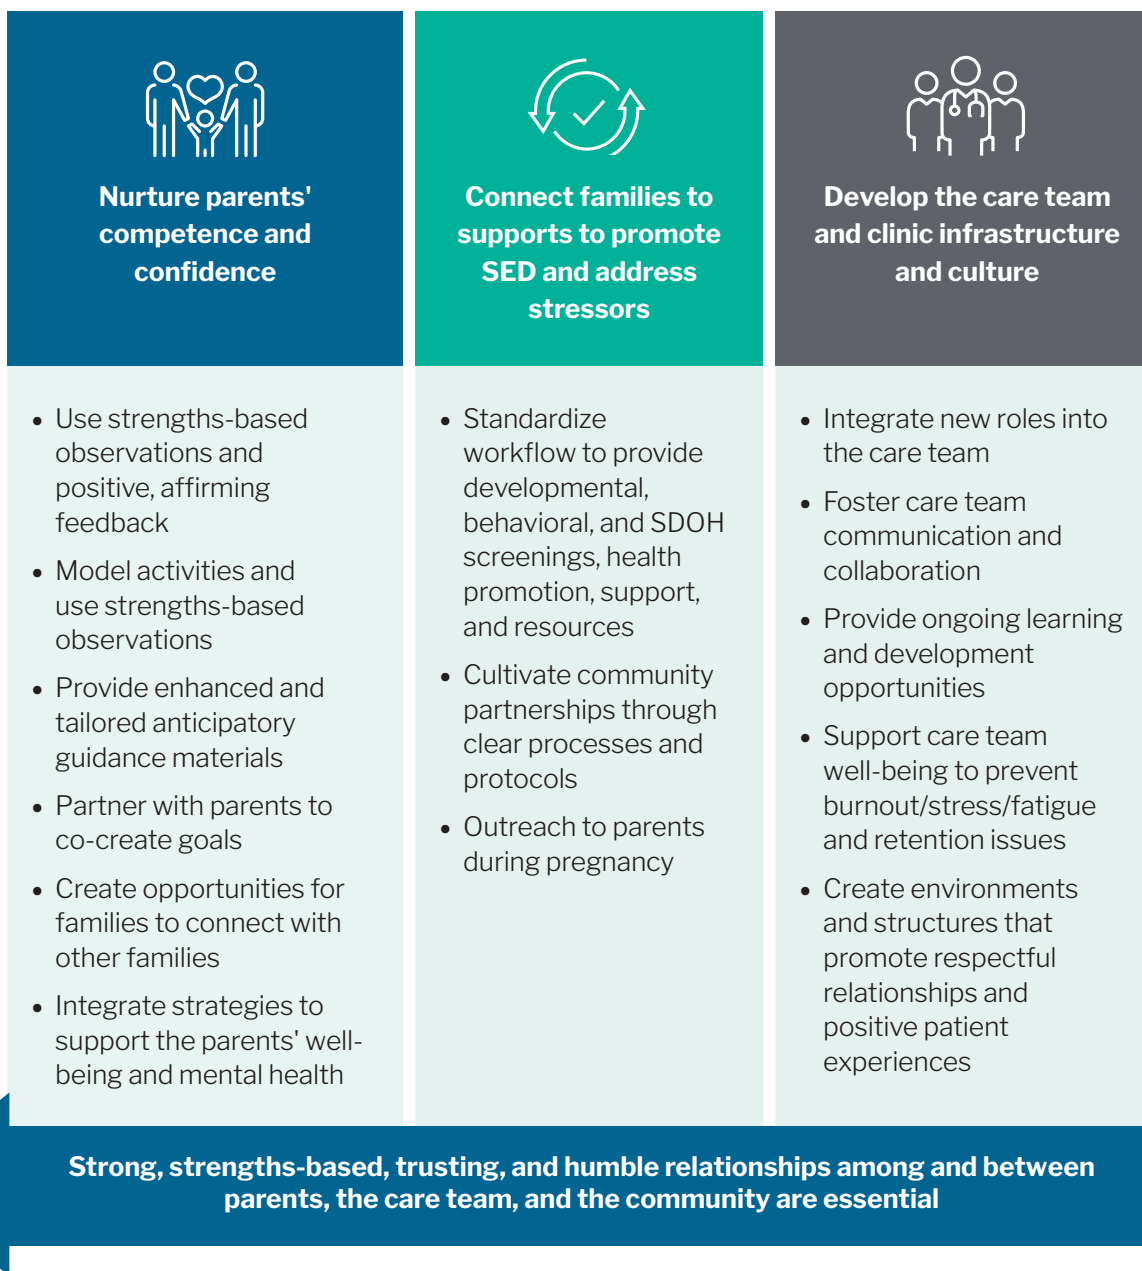 Nurture parents'
competence and
confidence
Connect families to
supports to promote
SED and address
stressors
Develop the care team
and clinic infrastructure
and culture
• Use strengths-based
observations and
positive, affirming
feedback
• Model activities and
use strengths-based
observations
• Provide enhanced and
tailored anticipatory
guidance materials
• Partner with parents to
co-create goals
• Create opportunities for
families to connect with
other families
• Integrate strategies to
support the parents' well-
being and mental health
• Standardize
workflow to provide
developmental,
behavioral, and SDOH
screenings, health
promotion, support,
and resources
• Cultivate community
partnerships through
clear processes and
protocols
• Outreach to parents
during pregnancy
• Integrate new roles into
the care team
• Foster care team
communication and
collaboration
• Provide ongoing learning
and development
opportunities
• Support care team
well-being to prevent
burnout/stress/fatigue
and retention issues
• Create environments
and structures that
promote respectful
relationships and
positive patient
experiences
Strong, strengths-based, trusting, and humble relationships among and between
parents, the care team, and the community are essential